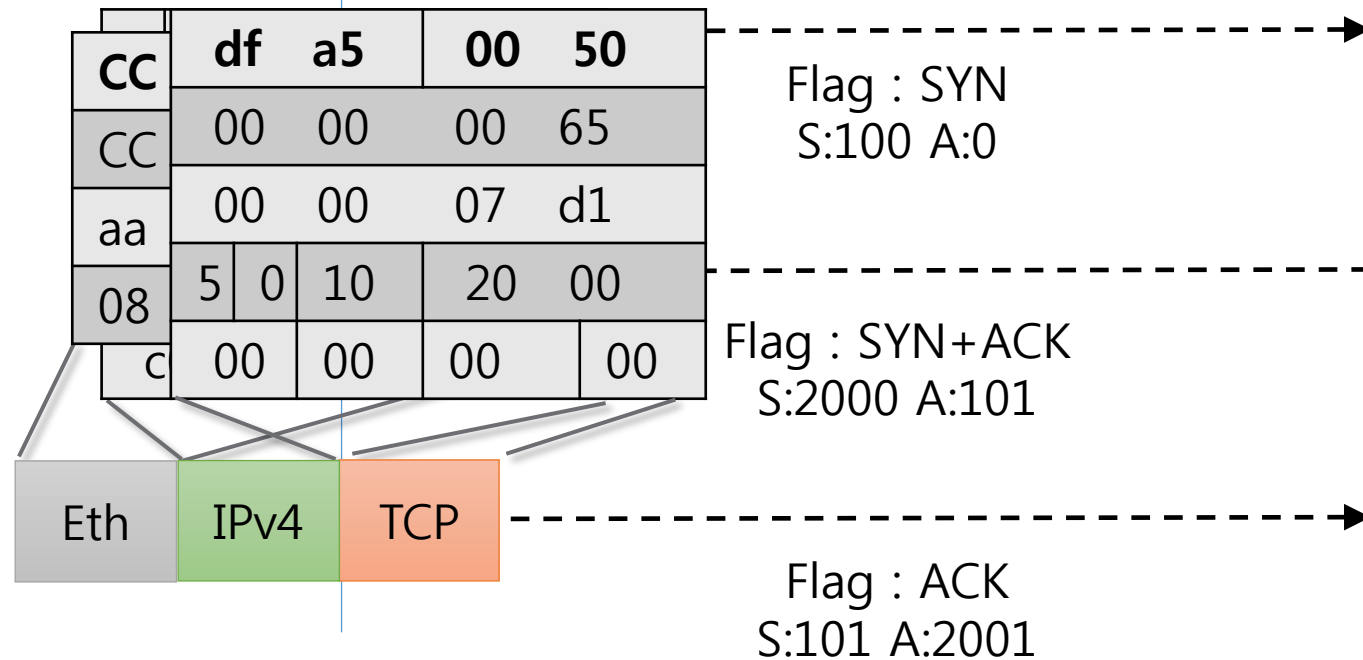 CC
CC
aa
08
df a5 00 50
00 00 00 65
00 00 07 d1
5 0 10 20 00
00 00 00 00
Eth IPv4 TCP
Flag : SYN
S:100 A:0
Flag : SYN+ACK
S:2000 A:101
Flag : ACK
S:101 A:2001